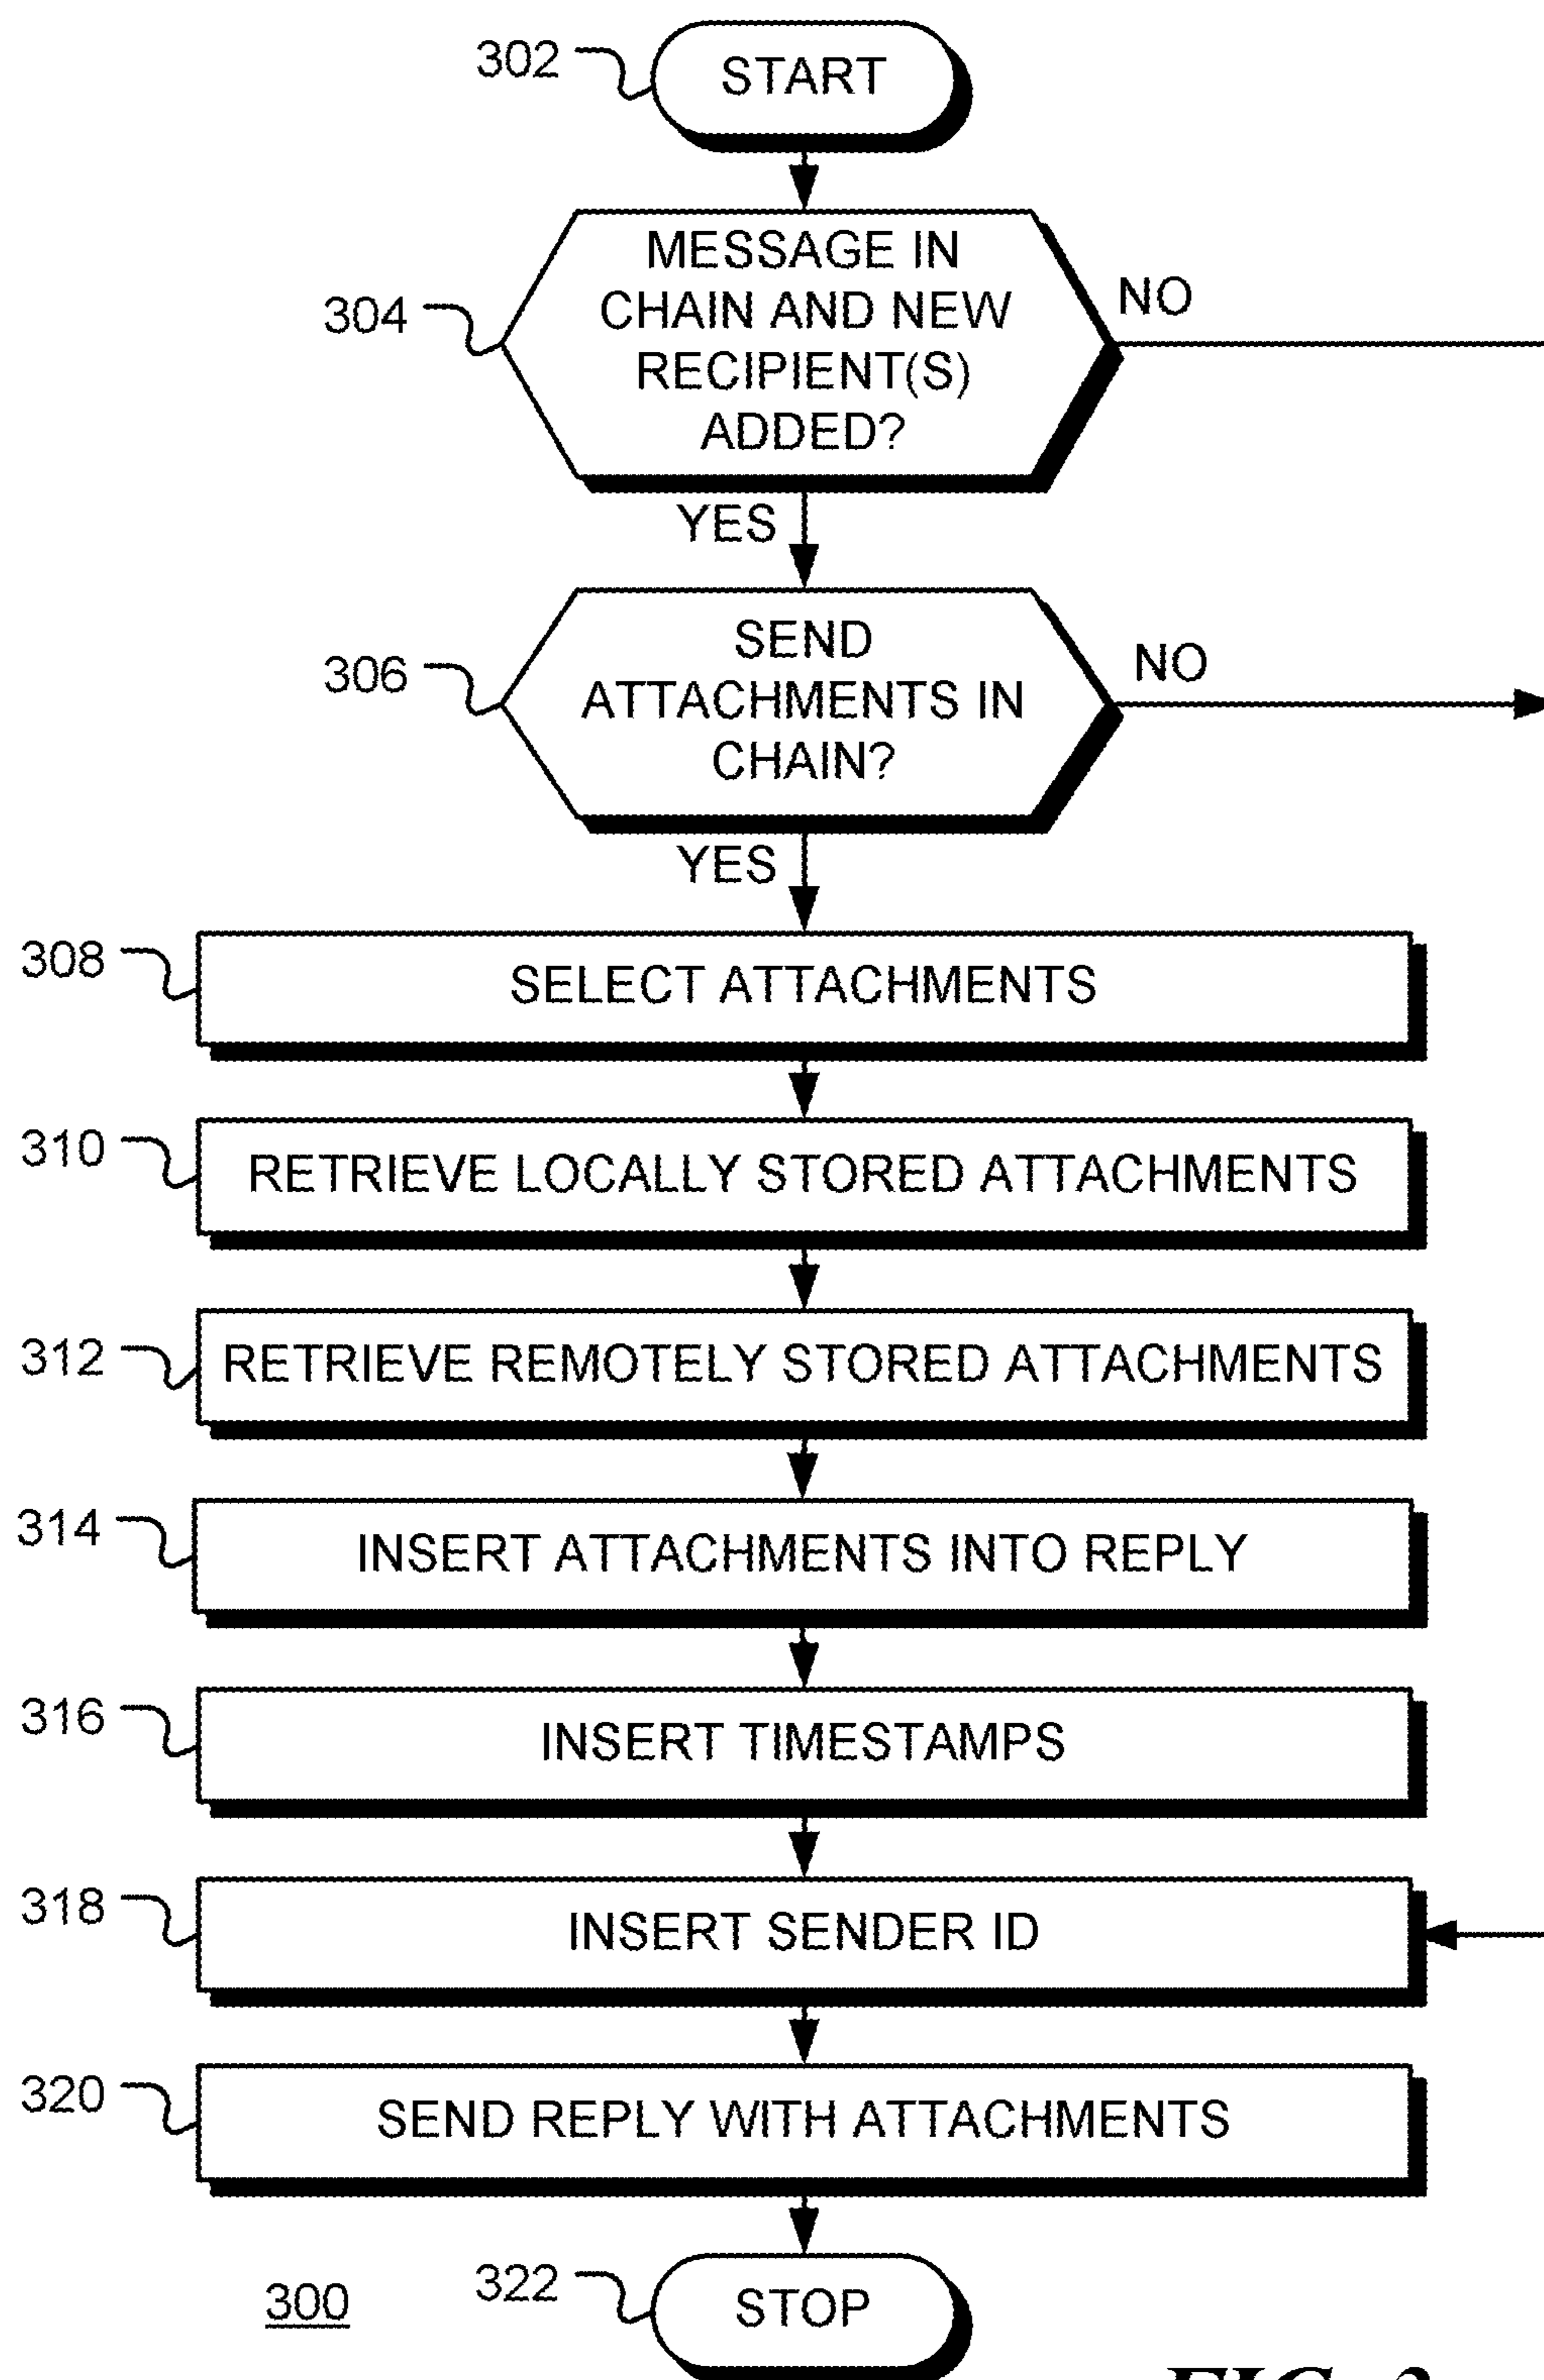 302
START
304
MESSAGE IN
CHAIN AND NEW
RECIPIENT(S)
ADDED?
NO
YES
306
SEND
ATTACHMENTS IN
CHAIN?
NO
YES
308
SELECT ATTACHMENTS
310
RETRIEVE LOCALLY STORED ATTACHMENTS
312
RETRIEVE REMOTELY STORED ATTACHMENTS
314
INSERT ATTACHMENTS INTO REPLY
316
INSERT TIMESTAMPS
318
INSERT SENDER ID
320
SEND REPLY WITH ATTACHMENTS
300
322
STOP